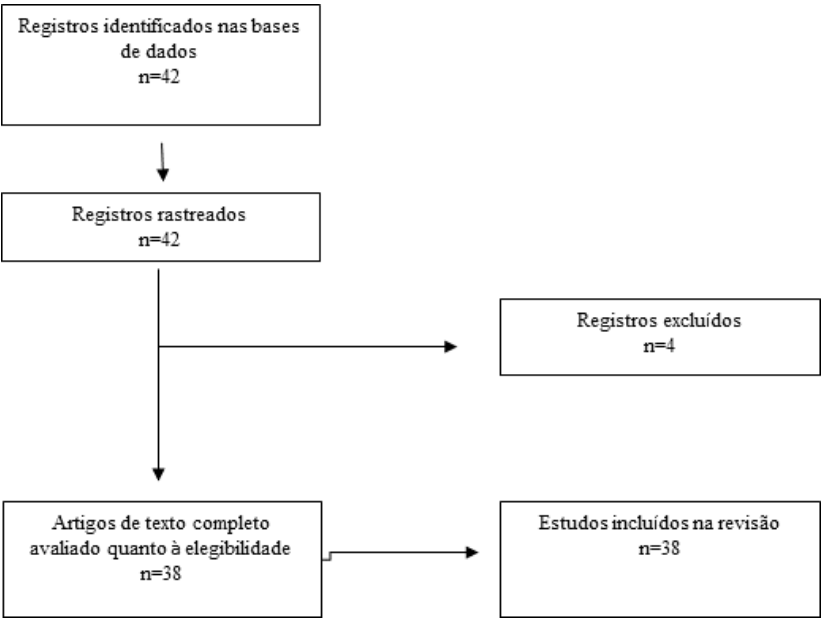 Registros identificados nas bases
de dados
n=42
Registros rastreados
n=42
Registros excluídos
n=4
Artigos de texto completo
avaliado quanto à elegibilidade
n=38
Estudos incluídos na revisão
n=38